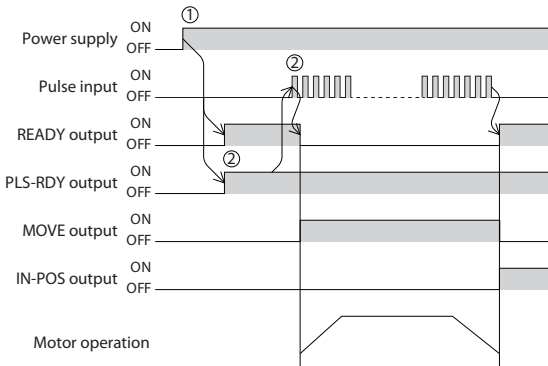 ①
Power supply ON
OFF
②
Pulse input ON
OFF
READY output ON
OFF
②
PLS-RDY output ON
OFF
MOVE output ON
OFF
IN-POS output ON
OFF
Motor operation